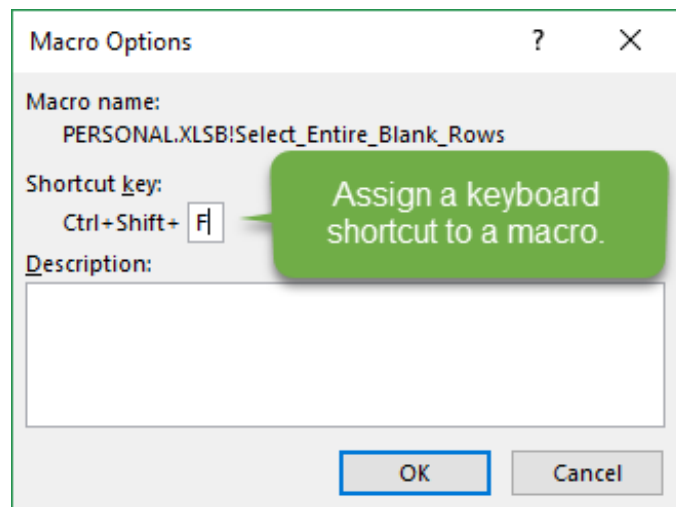 Macro Options ? ×
Macro name:
PERSONAL.XLSB!Select_Entire_Blank_Rows
Shortcut key:
Ctrl+Shift+ F
Assign a keyboard
shortcut to a macro.
Description:
OK Cancel